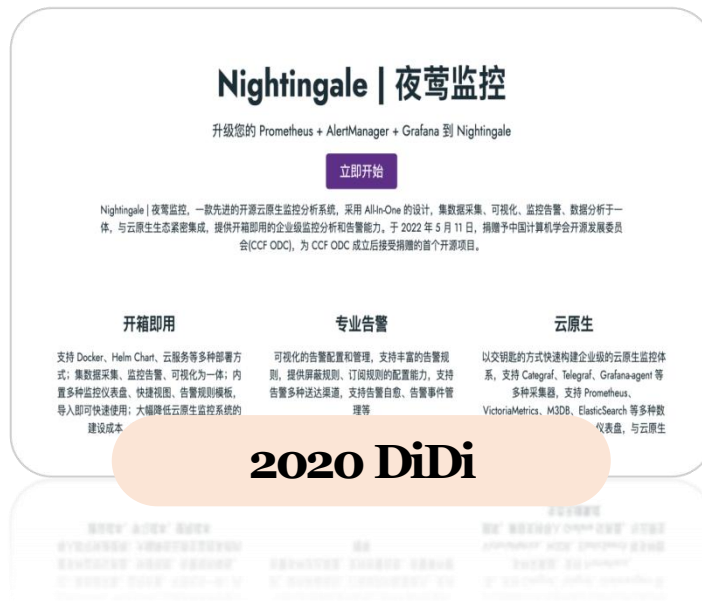 Nightingale | 夜莺监控
升级您的 Prometheus + AlertManager + Grafana 到 Nightingale
立即开始
Nightingale | 夜莺监控，一款先进的开源云原生监控分析系统，采用 All-In-One 的设计，集数据采集、可视化、监控告警、数据分析于一
体，与云原生生态紧密集成，提供开箱即用的企业级监控分析和告警能力。于 2022 年 5 月 11 日，捐赠予中国计算机学会开源发展委员
会(CCF ODC)，为 CCF ODC 成立后接受捐赠的首个开源项目。
开箱即用
支持 Docker、Helm Chart、云服务等多种部署方
式；集数据采集、监控告警、可视化为一体；内
置多种监控仪表盘、快捷视图、告警规则模板，
导入即可快速使用；大幅降低云原生监控系统的
建设成本
专业告警
可视化的告警配置和管理，支持丰富的告警规
则，提供屏蔽规则、订阅规则的配置能力，支持
告警多种送达渠道，支持告警自愈、告警事件管
理等
云原生
以交钥匙的方式快速构建企业级的云原生监控体
系，支持 Categraf、Telegraf、Grafana-agent 等
多种采集器，支持 Prometheus、
VictoriaMetrics、M3DB、ElasticSearch 等多种数
仪表盘，与云原生
2020 DiDi